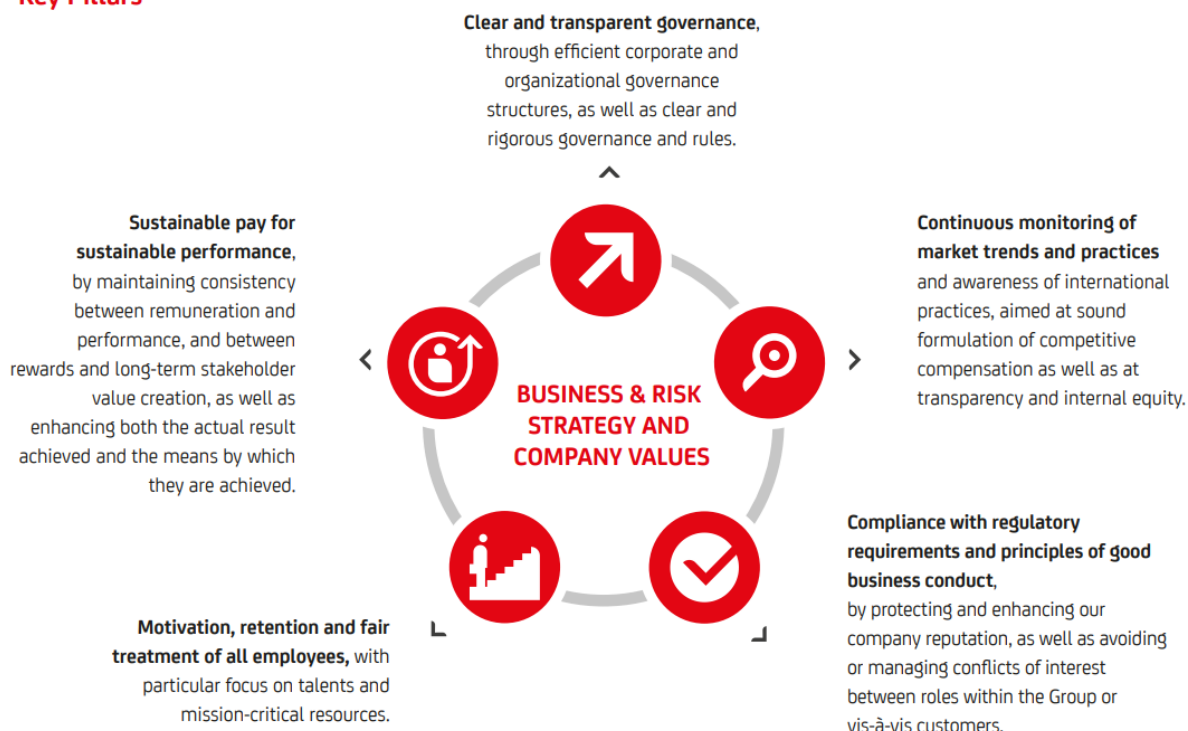 Key Pillars
Clear and transparent governance,
through efficient corporate and
organizational governance
structures, as well as clear and
rigorous governance and rules.
Sustainable pay for
sustainable performance,
by maintaining consistency
between remuneration and
performance, and between
rewards and long-term stakeholder
value creation, as well as
enhancing both the actual result
achieved and the means by which
they are achieved.
Continuous monitoring of
market trends and practices
and awareness of international
practices, aimed at sound
formulation of competitive
compensation as well as at
transparency and internal equity.
BUSINESS & RISK
STRATEGY AND
COMPANY VALUES
Motivation, retention and fair
treatment of all employees, with
particular focus on talents and
mission-critical resources.
Compliance with regulatory
requirements and principles of good
business conduct,
by protecting and enhancing our
company reputation, as well as avoiding
or managing conflicts of interest
between roles within the Group or
vis-à-vis customers.